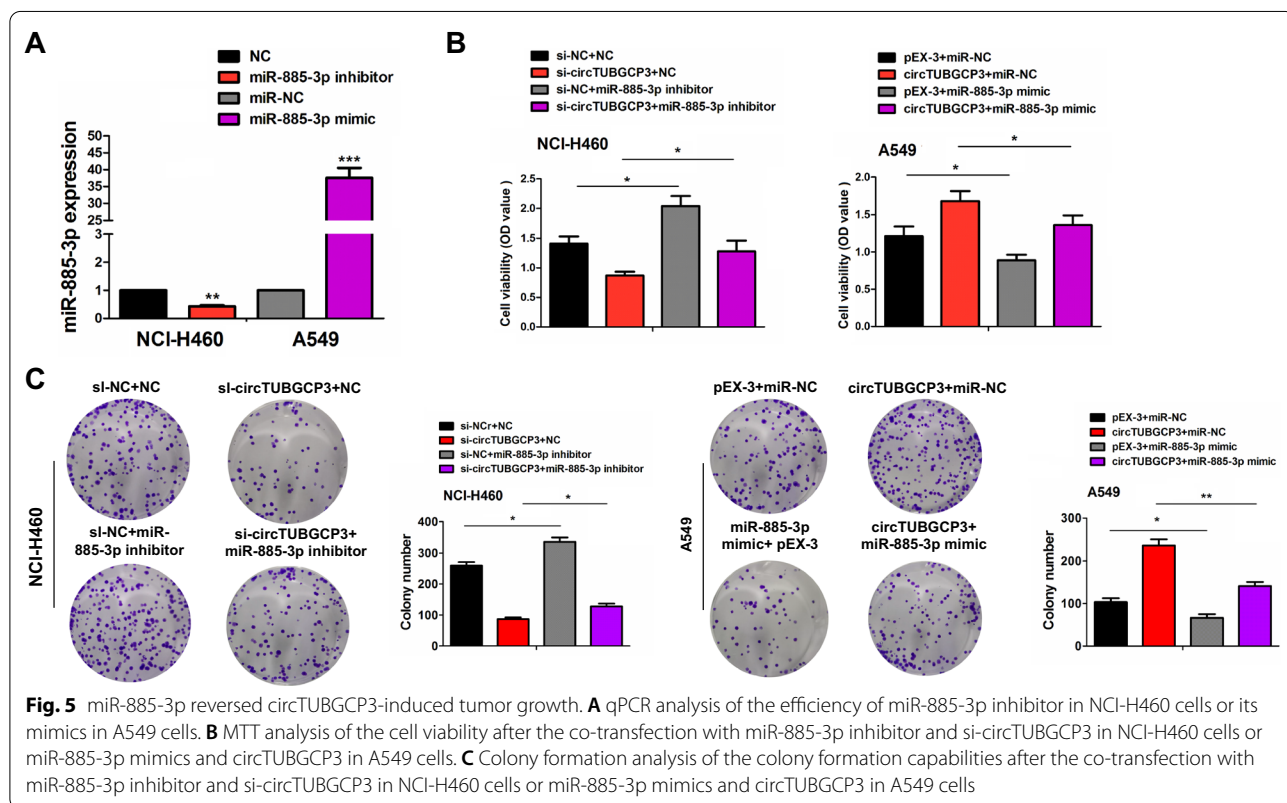 A
NC
miR-885-3p inhibitor
miR-NC
miR-885-3p mimic
miR-885-3p expression
50
45
40
35
30
25
3
2
1
0
**
***
NCI-H460
A549
B
si-NC+NC
si-circTUBGCP3+NC
si-NC+miR-885-3p inhibitor
si-circTUBGCP3+miR-885-3p inhibitor
NCI-H460
Cell viability (OD value )
2.5
2.0
1.5
1.0
0.5
0.0
*
*
pEX-3+miR-NC
circTUBGCP3+miR-NC
pEX-3+miR-885-3p mimic
circTUBGCP3+miR-885-3p mimic
A549
Cell viability (OD value )
2.0
1.5
1.0
0.5
0.0
*
*
C
NCI-H460
sI-NC+NC
sI-circTUBGCP3+NC
sI-NC+miR-
885-3p inhibitor
si-circTUBGCP3+
miR-885-3p inhibitor
si-NCr+NC
si-circTUBGCP3+NC
si-NC+miR-885-3p inhibitor
si-circTUBGCP3+miR-885-3p inhibitor
NCI-H460
Colony number
400
300
200
100
0
*
*
A549
pEX-3+miR-NC
circTUBGCP3+miR-NC
miR-885-3p
mimic+ pEX-3
circTUBGCP3+
miR-885-3p mimic
pEX-3+miR-NC
circTUBGCP3+miR-NC
pEX-3+miR-885-3p mimic
circTUBGCP3+miR-885-3p mimic
A549
Colony number
300
200
100
0
*
**
Fig. 5 miR-885-3p reversed circTUBGCP3-induced tumor growth. A qPCR analysis of the efficiency of miR-885-3p inhibitor in NCI-H460 cells or its
mimics in A549 cells. B MTT analysis of the cell viability after the co-transfection with miR-885-3p inhibitor and si-circTUBGCP3 in NCI-H460 cells or
miR-885-3p mimics and circTUBGCP3 in A549 cells. C Colony formation analysis of the colony formation capabilities after the co-transfection with
miR-885-3p inhibitor and si-circTUBGCP3 in NCI-H460 cells or miR-885-3p mimics and circTUBGCP3 in A549 cells